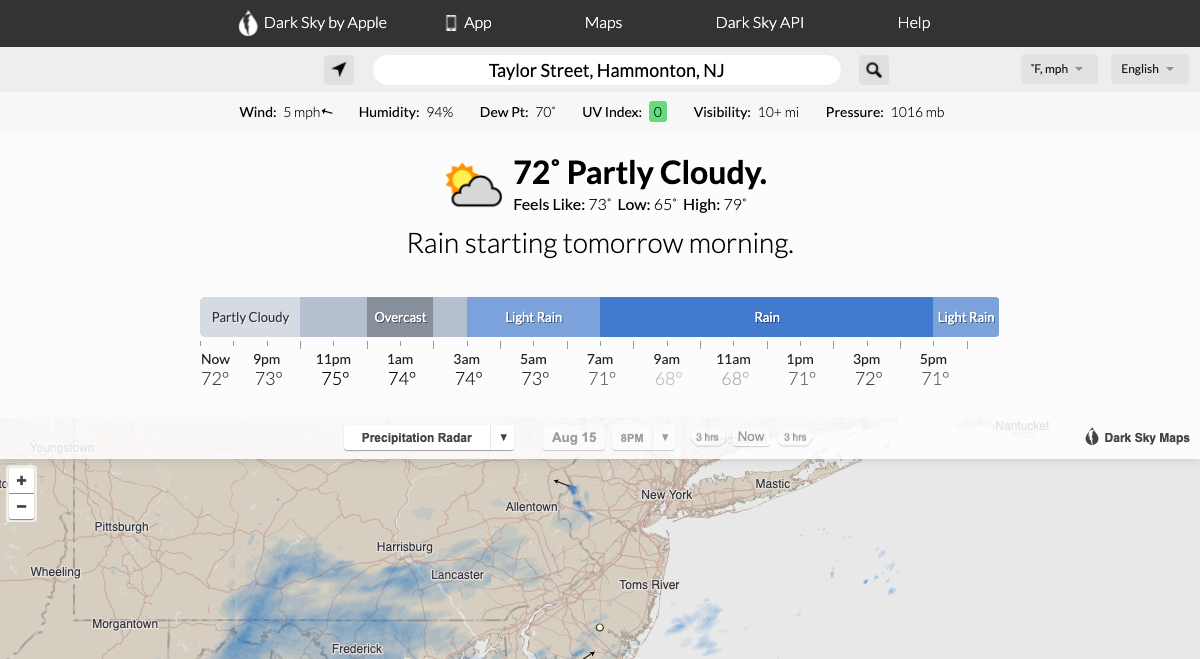 Dark Sky by Apple App Maps Dark Sky API Help
Taylor Street, Hammonton, NJ
˚F, mph English
Wind: 5 mph Humidity: 94% Dew Pt: 70˚ UV Index: 0 Visibility: 10+ mi Pressure: 1016 mb
72˚ Partly Cloudy.
Feels Like: 73˚ Low: 65˚ High: 79˚
Rain starting tomorrow morning.
Partly Cloudy Overcast Light Rain Rain Light Rain
Now 9pm 11pm 1am 3am 5am 7am 9am 11am 1pm 3pm 5pm
72° 73° 75° 74° 74° 73° 71° 68° 68° 71° 72° 71°
Nantucket
Precipitation Radar ▼ Aug 15 8PM ▼ 3 hrs Now 3 hrs Dark Sky Maps
Youngstown
+
−
New York
Mastic
Allentown
Pittsburgh
Harrisburg
Wheeling
Lancaster
Toms River
Morgantown
Frederick